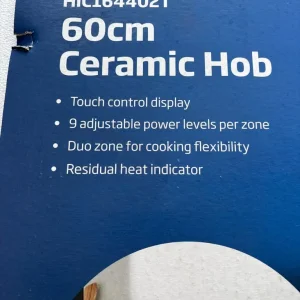 HIC164402T
60cm
Ceramic Hob
• Touch control display
• 9 adjustable power levels per zone
• Duo zone for cooking flexibility
• Residual heat indicator